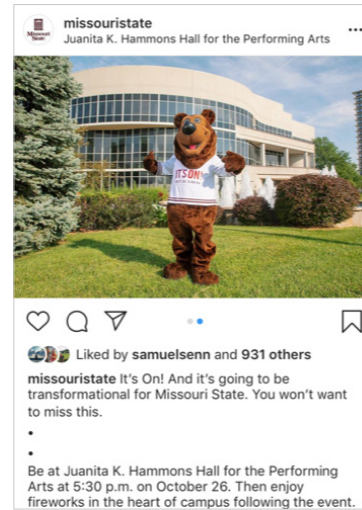 missouristate
Juanita K. Hammons Hall for the Performing Arts
Missouri
State
IT'S ON!
Liked by samuelsenn and 931 others
missouristate It's On! And it's going to be
transformational for Missouri State. You won't want
to miss this.
•
•
Be at Juanita K. Hammons Hall for the Performing
Arts at 5:30 p.m. on October 26. Then enjoy
fireworks in the heart of campus following the event.